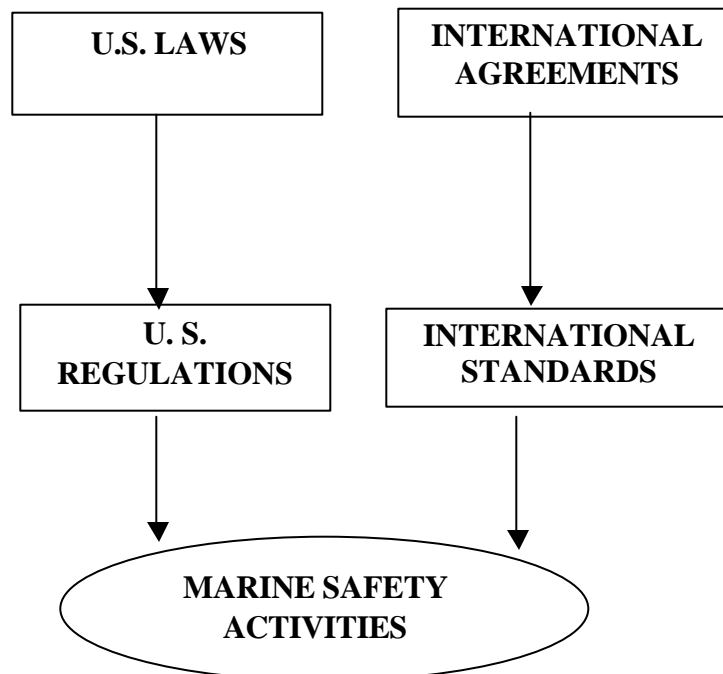 U.S. LAWS
INTERNATIONAL
AGREEMENTS
U. S.
REGULATIONS
INTERNATIONAL
STANDARDS
MARINE SAFETY
ACTIVITIES